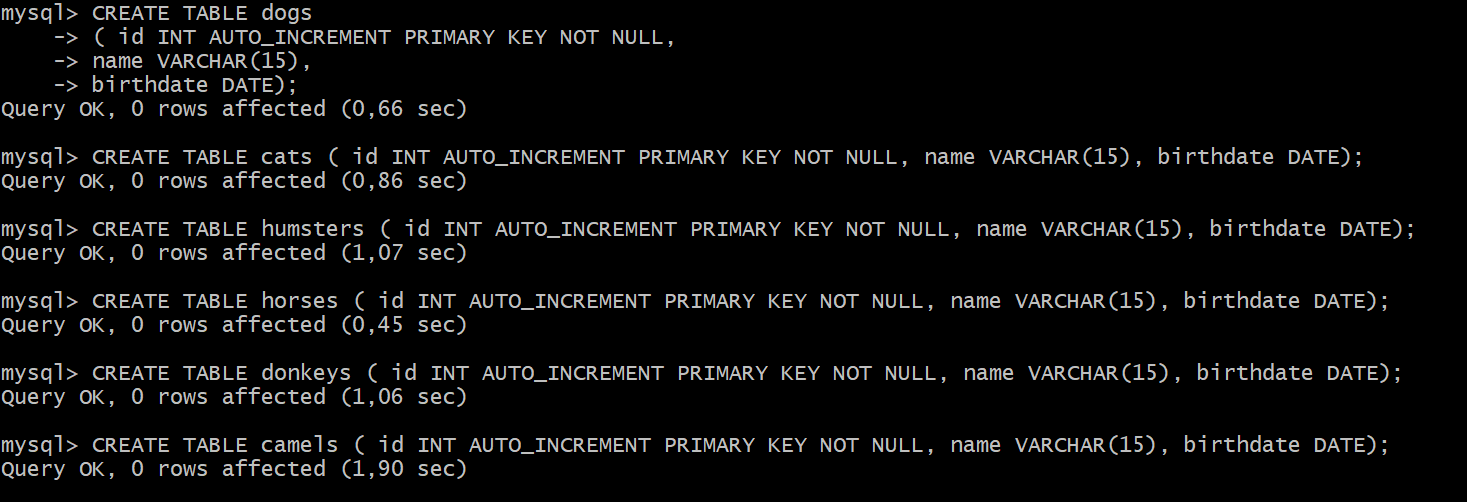 mysql> CREATE TABLE dogs
    -> ( id INT AUTO_INCREMENT PRIMARY KEY NOT NULL,
    -> name VARCHAR(15),
    -> birthdate DATE);
Query OK, 0 rows affected (0,66 sec)

mysql> CREATE TABLE cats ( id INT AUTO_INCREMENT PRIMARY KEY NOT NULL, name VARCHAR(15), birthdate DATE);
Query OK, 0 rows affected (0,86 sec)

mysql> CREATE TABLE humsters ( id INT AUTO_INCREMENT PRIMARY KEY NOT NULL, name VARCHAR(15), birthdate DATE);
Query OK, 0 rows affected (1,07 sec)

mysql> CREATE TABLE horses ( id INT AUTO_INCREMENT PRIMARY KEY NOT NULL, name VARCHAR(15), birthdate DATE);
Query OK, 0 rows affected (0,45 sec)

mysql> CREATE TABLE donkeys ( id INT AUTO_INCREMENT PRIMARY KEY NOT NULL, name VARCHAR(15), birthdate DATE);
Query OK, 0 rows affected (1,06 sec)

mysql> CREATE TABLE camels ( id INT AUTO_INCREMENT PRIMARY KEY NOT NULL, name VARCHAR(15), birthdate DATE);
Query OK, 0 rows affected (1,90 sec)